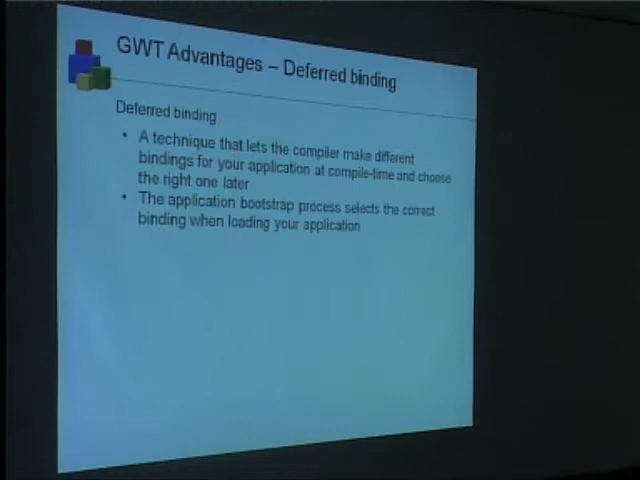 GWT Advantages – Deferred binding
Deferred binding
• A technique that lets the compiler make different
bindings for your application at compile-time and choose
the right one later
• The application bootstrap process selects the correct
binding when loading your application